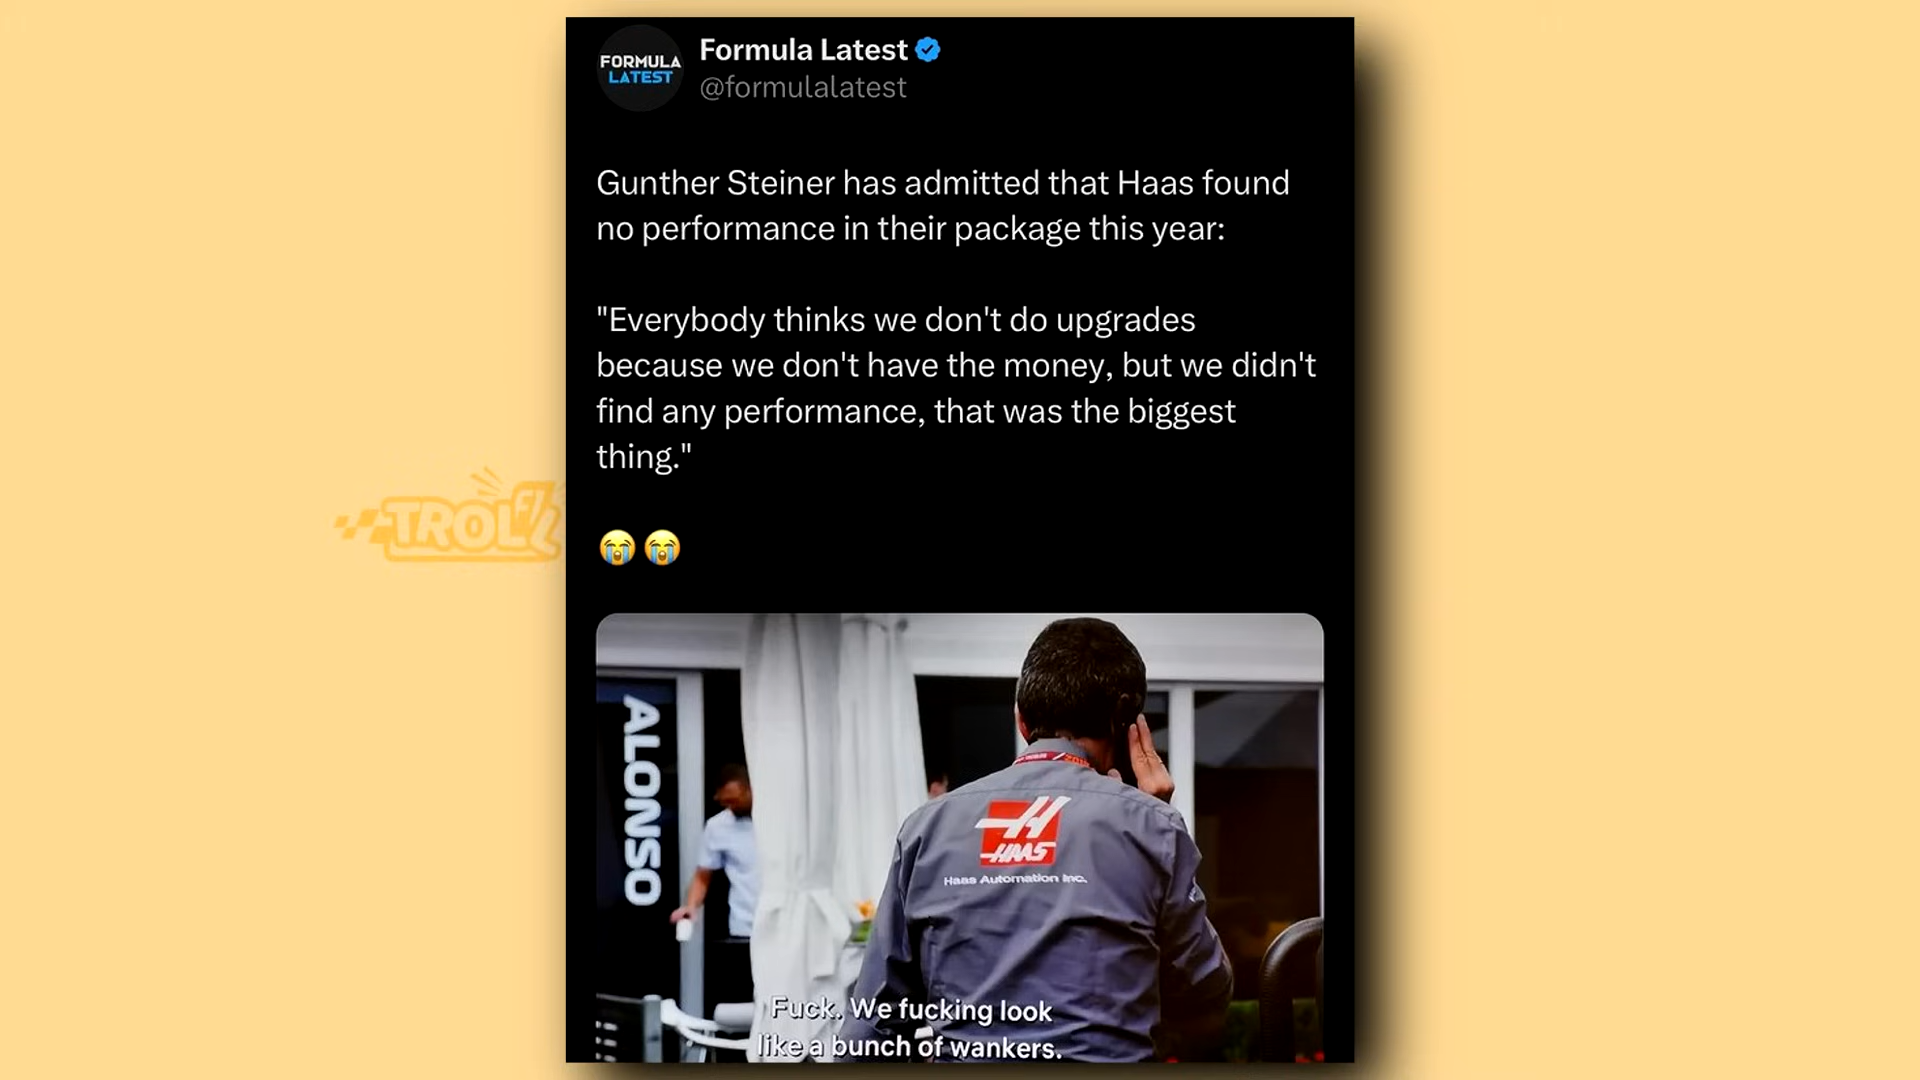 FORMULA
LATEST
Formula Latest
@formulalatest
Gunther Steiner has admitted that Haas found
no performance in their package this year:
"Everybody thinks we don't do upgrades
because we don't have the money, but we didn't
find any performance, that was the biggest
thing."
TROLL
F1
ALONSO
HAAS
Haas Automation Inc.
Fuck. We fucking look
like a bunch of wankers.